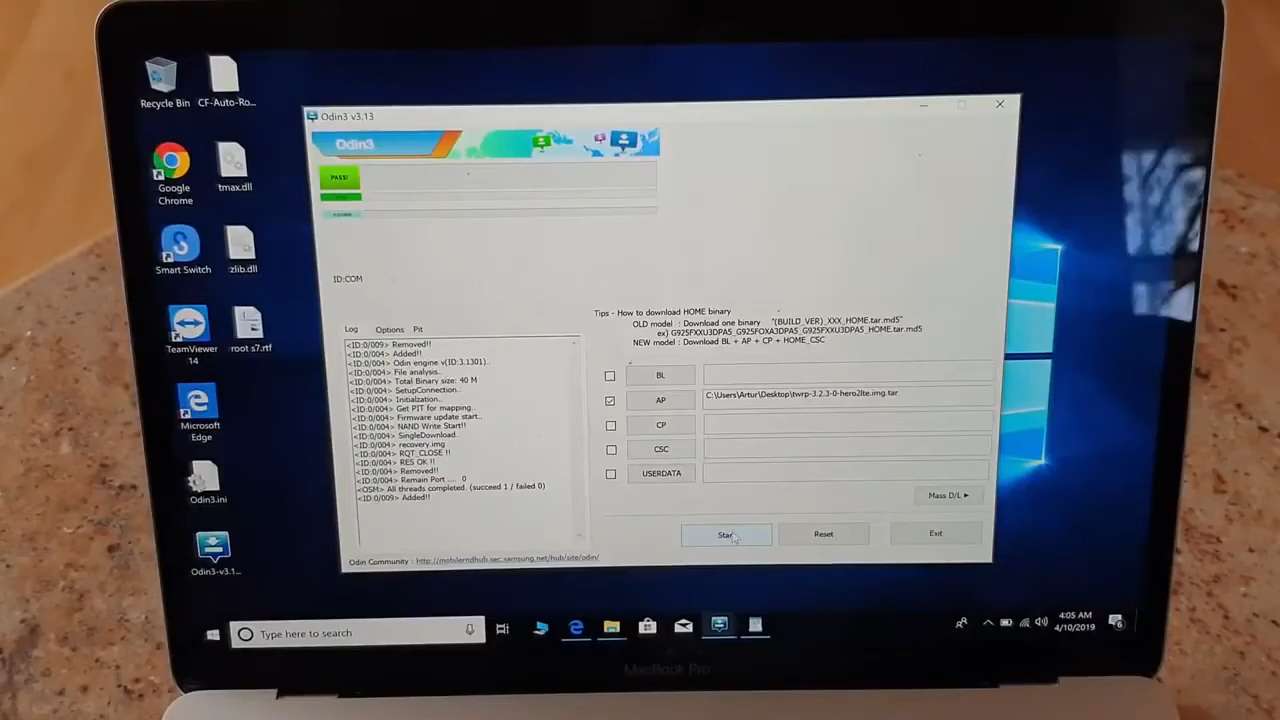 Recycle Bin
CF-Auto-Ro...
Google
Chrome
tmax.dll
Smart Switch
zlib.dll
TeamViewer
14
root s7.rtf
Microsoft
Edge
Odin3.ini
Odin3-v3.1...
Odin3 v3.13
Odin3
PASS!
ID:COM
Log
Options
Pit
<ID:0/009> Removed!!
<ID:0/004> Added!!
<ID:0/004> Odin engine v(ID:3.1301)..
<ID:0/004> File analysis..
<ID:0/004> Total Binary size: 40 M
<ID:0/004> SetupConnection..
<ID:0/004> Initialzation..
<ID:0/004> Get PIT for mapping..
<ID:0/004> Firmware update start..
<ID:0/004> NAND Write Start!!
<ID:0/004> SingleDownload.
<ID:0/004> recovery.img
<ID:0/004> RQT_CLOSE !!
<ID:0/004> RES OK !!
<ID:0/004> Removed!!
<ID:0/004> Remain Port .... 0
<OSM> All threads completed. (succeed 1 / failed 0)
<ID:0/009> Added!!
Tips - How to download HOME binary
OLD model : Download one binary "(BUILD_VER)_XXX_HOME.tar.md5"
ex) G925FXXU3DPA5_G925FOXA3DPA5_G925FXXU3DPA5_HOME.tar.md5
NEW model : Download BL + AP + CP + HOME_CSC
BL
AP
C:\Users\Artur\Desktop\twrp-3.2.3-0-hero2lte.img.tar
CP
CSC
USERDATA
Mass D/L
Start
Reset
Exit
Odin Community : http://mobilerndhub.sec.samsung.net/hub/site/odin/
Type here to search
4:05 AM
4/10/2019
6
MacBook Pro